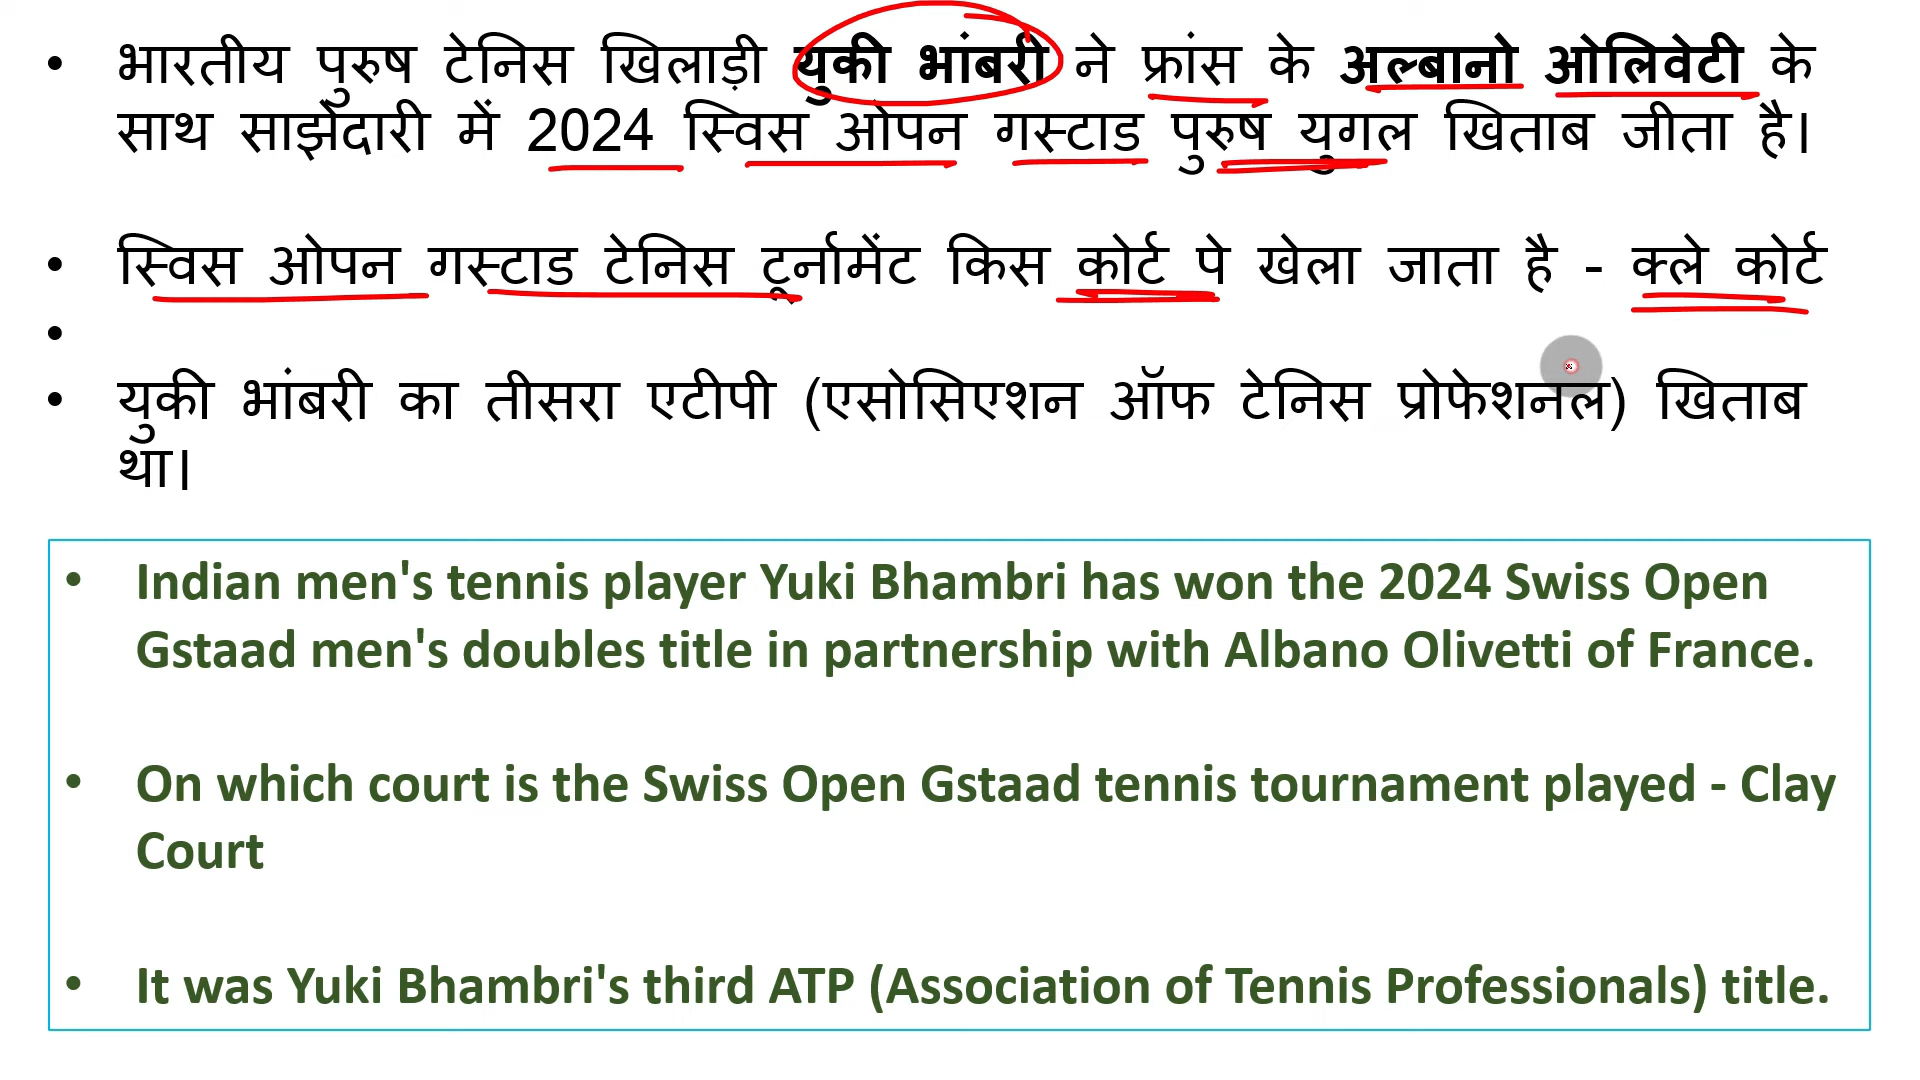 • भारतीय पुरुष टेनिस खिलाड़ी युकी भांबरी ने फ्रांस के अल्बानो ओलिवेटी के
साथ साझेदारी में 2024 स्विस ओपन गस्टाड पुरुष युगल खिताब जीता है।
• स्विस ओपन गस्टाड टेनिस टूर्नामेंट किस कोर्ट पे खेला जाता है - क्ले कोर्ट
•
• युकी भांबरी का तीसरा एटीपी (एसोसिएशन ऑफ टेनिस प्रोफेशनल) खिताब
था।
• Indian men's tennis player Yuki Bhambri has won the 2024 Swiss Open
Gstaad men's doubles title in partnership with Albano Olivetti of France.
• On which court is the Swiss Open Gstaad tennis tournament played - Clay
Court
• It was Yuki Bhambri's third ATP (Association of Tennis Professionals) title.